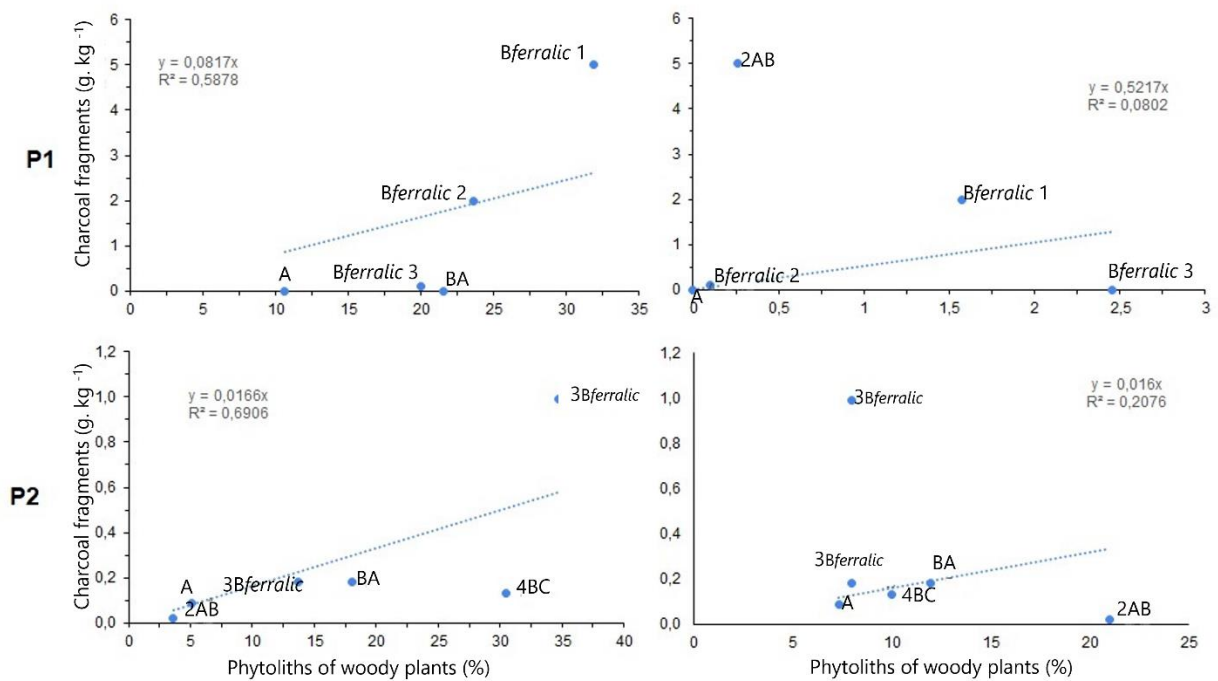 P1
Charcoal fragments (g. kg -1)
6
5
4
3
2
1
0
y = 0,0817x
R² = 0,5878
Bferralic 1
Bferralic 2
A
Bferralic 3
BA
0 5 10 15 20 25 30 35
6
5
4
3
2
1
0
2AB
y = 0,5217x
R² = 0,0802
Bferralic 1
Bferralic 2
Bferralic 3
A
0 0,5 1 1,5 2 2,5 3
P2
Charcoal fragments (g. kg -1)
1,2
1,0
0,8
0,6
0,4
0,2
0,0
y = 0,0166x
R² = 0,6906
3Bferralic
A
3Bferralic
BA
2AB
4BC
0 5 10 15 20 25 30 35 40
Phytoliths of woody plants (%)
1,2
1,0
0,8
0,6
0,4
0,2
0,0
y = 0,016x
R² = 0,2076
3Bferralic
3Bferralic
BA
A
4BC
2AB
0 5 10 15 20 25
Phytoliths of woody plants (%)